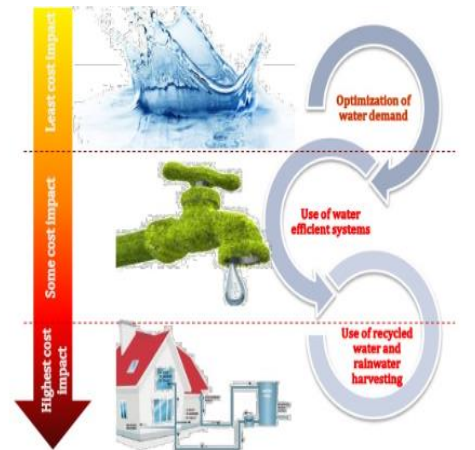 Least cost impact
Optimization of
water demand
Some cost impact
Use of water
efficient systems
Highest cost
impact
Use of recycled
water and
rainwater
harvesting